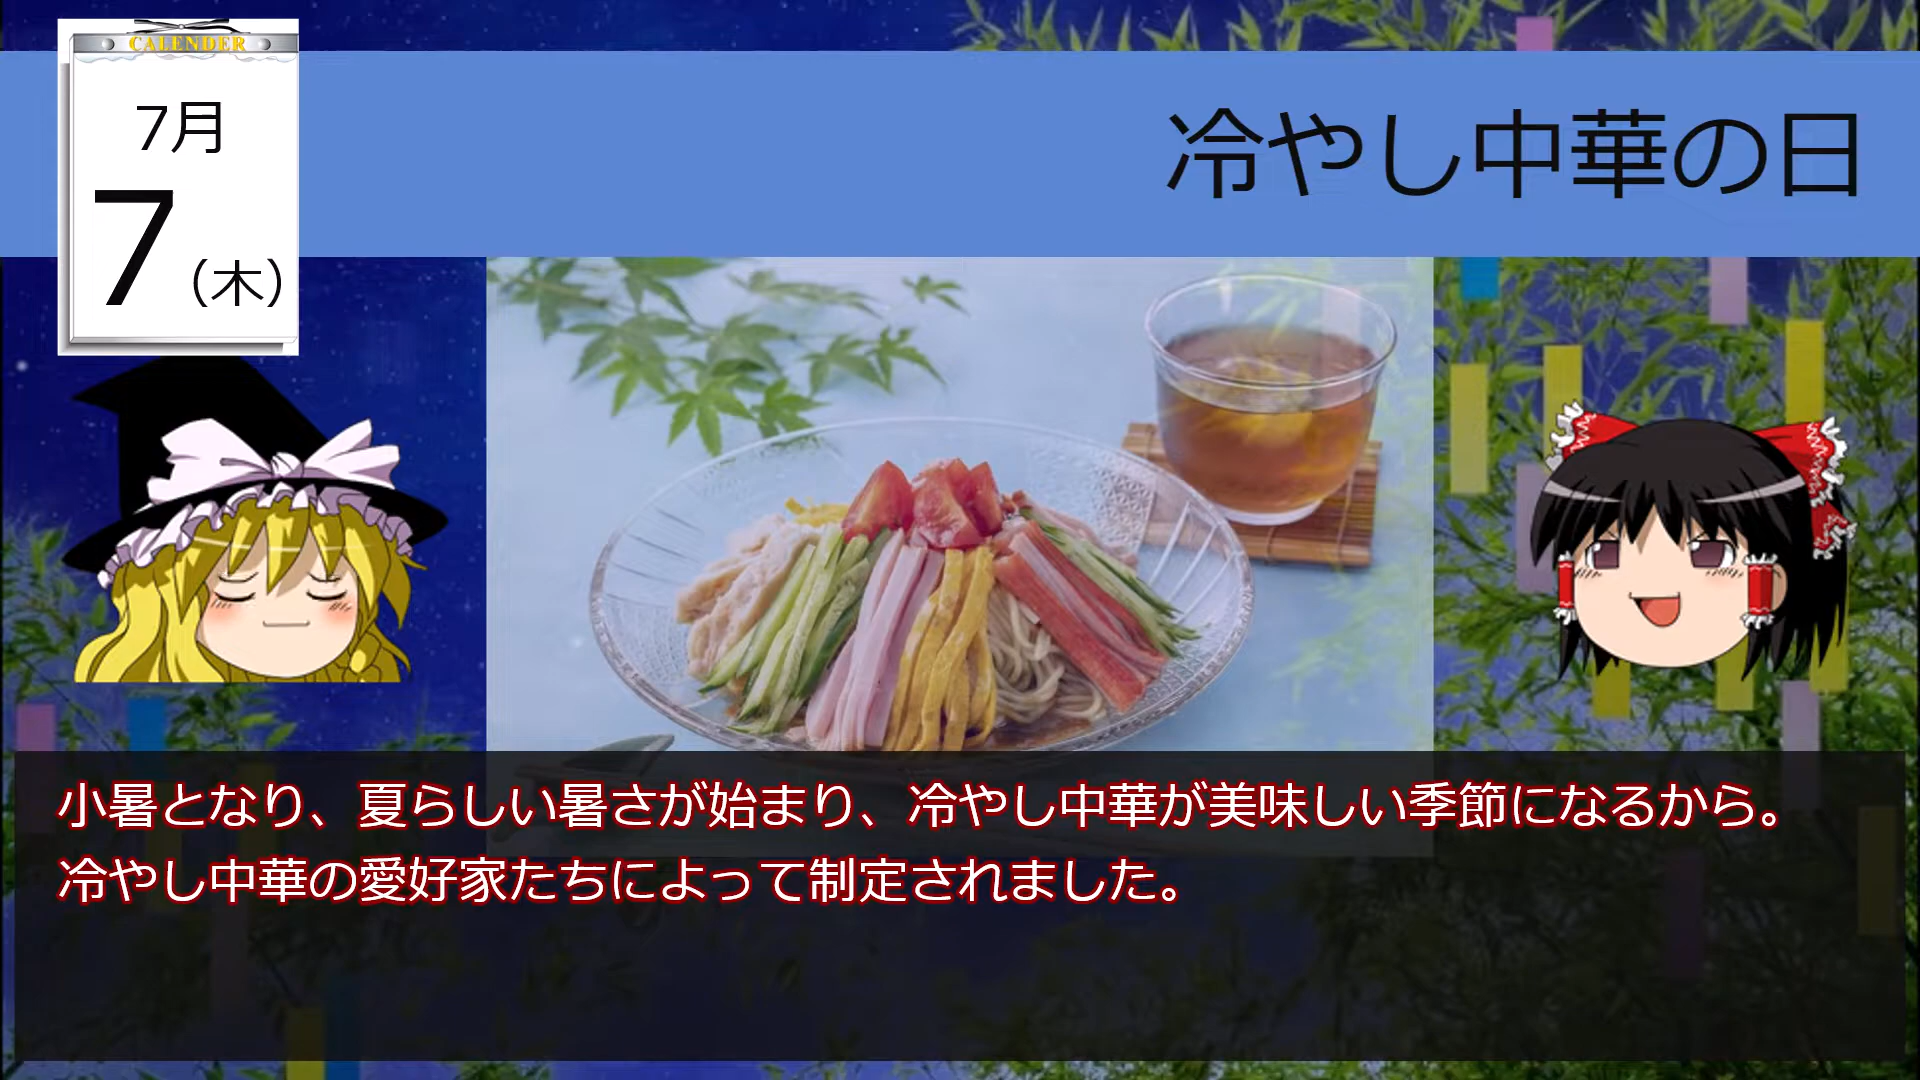 CALENDER
7月
7(木)
冷やし中華の日
小暑となり、夏らしい暑さが始まり、冷やし中華が美味しい季節になるから。
冷やし中華の愛好家たちによって制定されました。